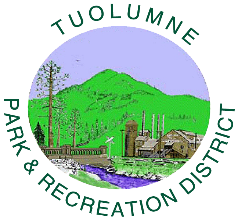 TUOLUMNE
PARK & RECREATION DISTRICT